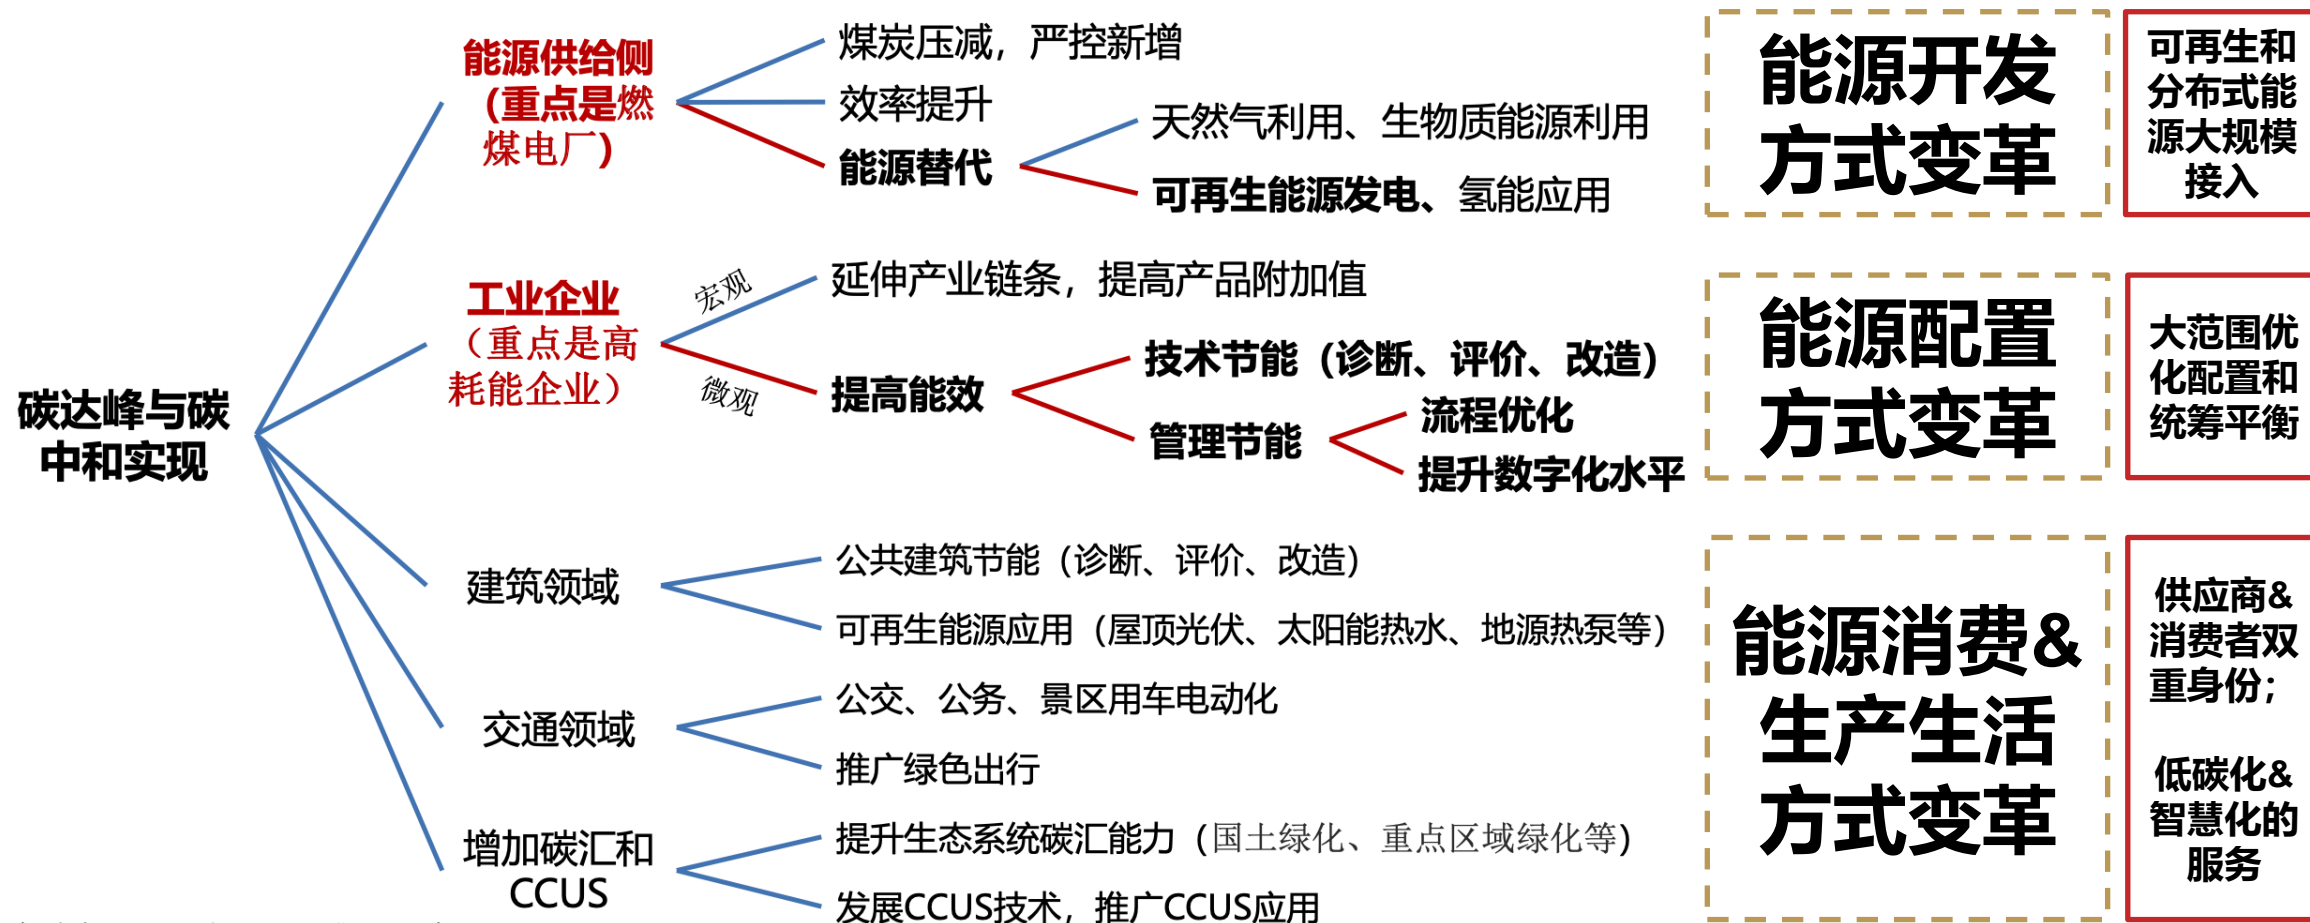 碳达峰与碳
中和实现
能源供给侧
(重点是燃
煤电厂)
煤炭压减，严控新增
效率提升
能源替代
天然气利用、生物质能源利用
可再生能源发电、氢能应用
工业企业
（重点是高
耗能企业）
宏观
微观
延伸产业链条，提高产品附加值
提高能效
技术节能（诊断、评价、改造）
管理节能
流程优化
提升数字化水平
建筑领域
公共建筑节能（诊断、评价、改造）
可再生能源应用（屋顶光伏、太阳能热水、地源热泵等）
交通领域
公交、公务、景区用车电动化
推广绿色出行
增加碳汇和
CCUS
提升生态系统碳汇能力（国土绿化、重点区域绿化等）
发展CCUS技术，推广CCUS应用
能源开发
方式变革
可再生和
分布式能
源大规模
接入
能源配置
方式变革
大范围优
化配置和
统筹平衡
能源消费&
生产生活
方式变革
供应商&
消费者双
重身份；
低碳化&
智慧化的
服务